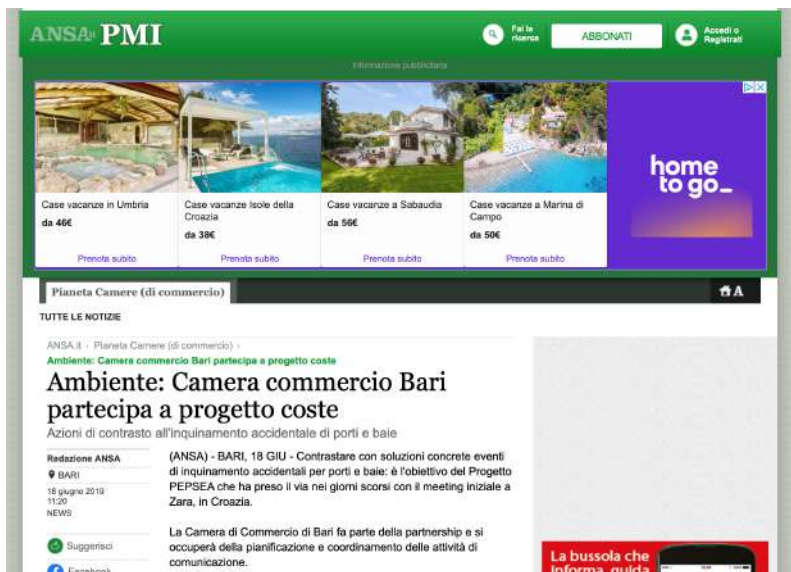 ANSA.it PMI
Fai la
ricerca
ABBONATI
Accedi o
Registrati
Informazione pubblicitaria
Case vacanze in Umbria
da 46€
Prenota subito
Case vacanze Isole della
Croazia
da 38€
Prenota subito
Case vacanze a Sabaudia
da 56€
Prenota subito
Case vacanze a Marina di
Campo
da 50€
Prenota subito
home
to go_
Pianeta Camere (di commercio)
A
TUTTE LE NOTIZIE
ANSA.it › Pianeta Camere (di commercio) ›
Ambiente: Camera commercio Bari partecipa a progetto coste
Ambiente: Camera commercio Bari
partecipa a progetto coste
Azioni di contrasto all'inquinamento accidentale di porti e baie
Redazione ANSA
BARI
18 giugno 2019
11:20
NEWS
Suggerisci
Facebook
(ANSA) - BARI, 18 GIU - Contrastare con soluzioni concrete eventi
di inquinamento accidentali per porti e baie: è l'obiettivo del Progetto
PEPSEA che ha preso il via nei giorni scorsi con il meeting iniziale a
Zara, in Croazia.
La Camera di Commercio di Bari fa parte della partnership e si
occuperà della pianificazione e coordinamento delle attività di
comunicazione.
La bussola che
informa, guida